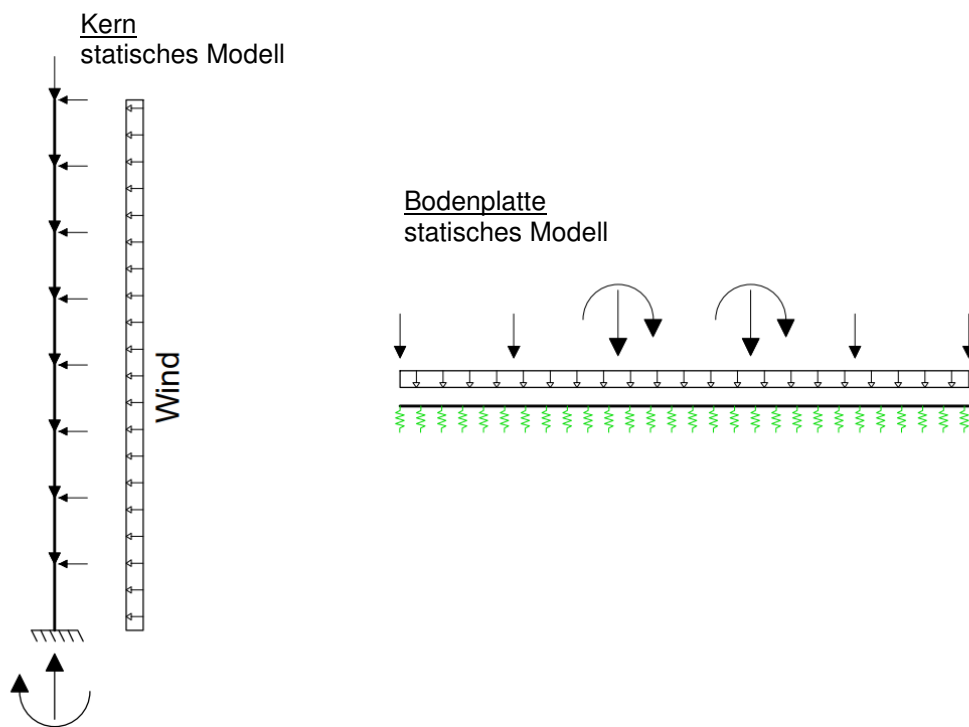 Kern
statisches Modell
Wind
Bodenplatte
statisches Modell